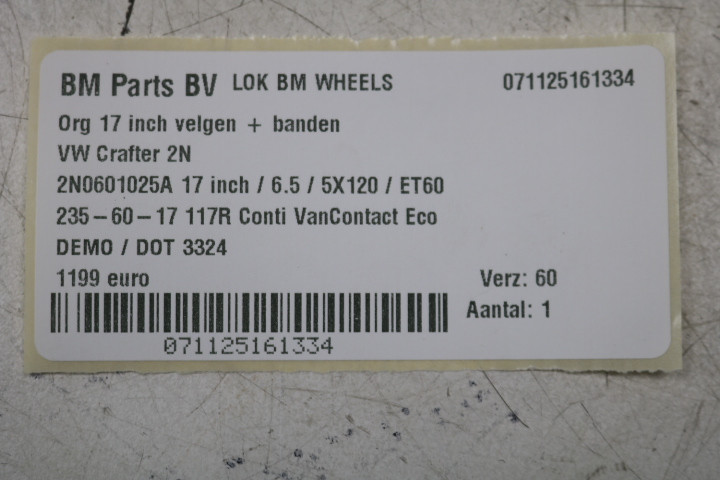 BM Parts BV LOK BM WHEELS 071125161334
Org 17 inch velgen + banden
VW Crafter 2N
2N0601025A 17 inch / 6.5 / 5X120 / ET60
235-60-17 117R Conti VanContact Eco
DEMO / DOT 3324
1199 euro Verz: 60
Aantal: 1
071125161334